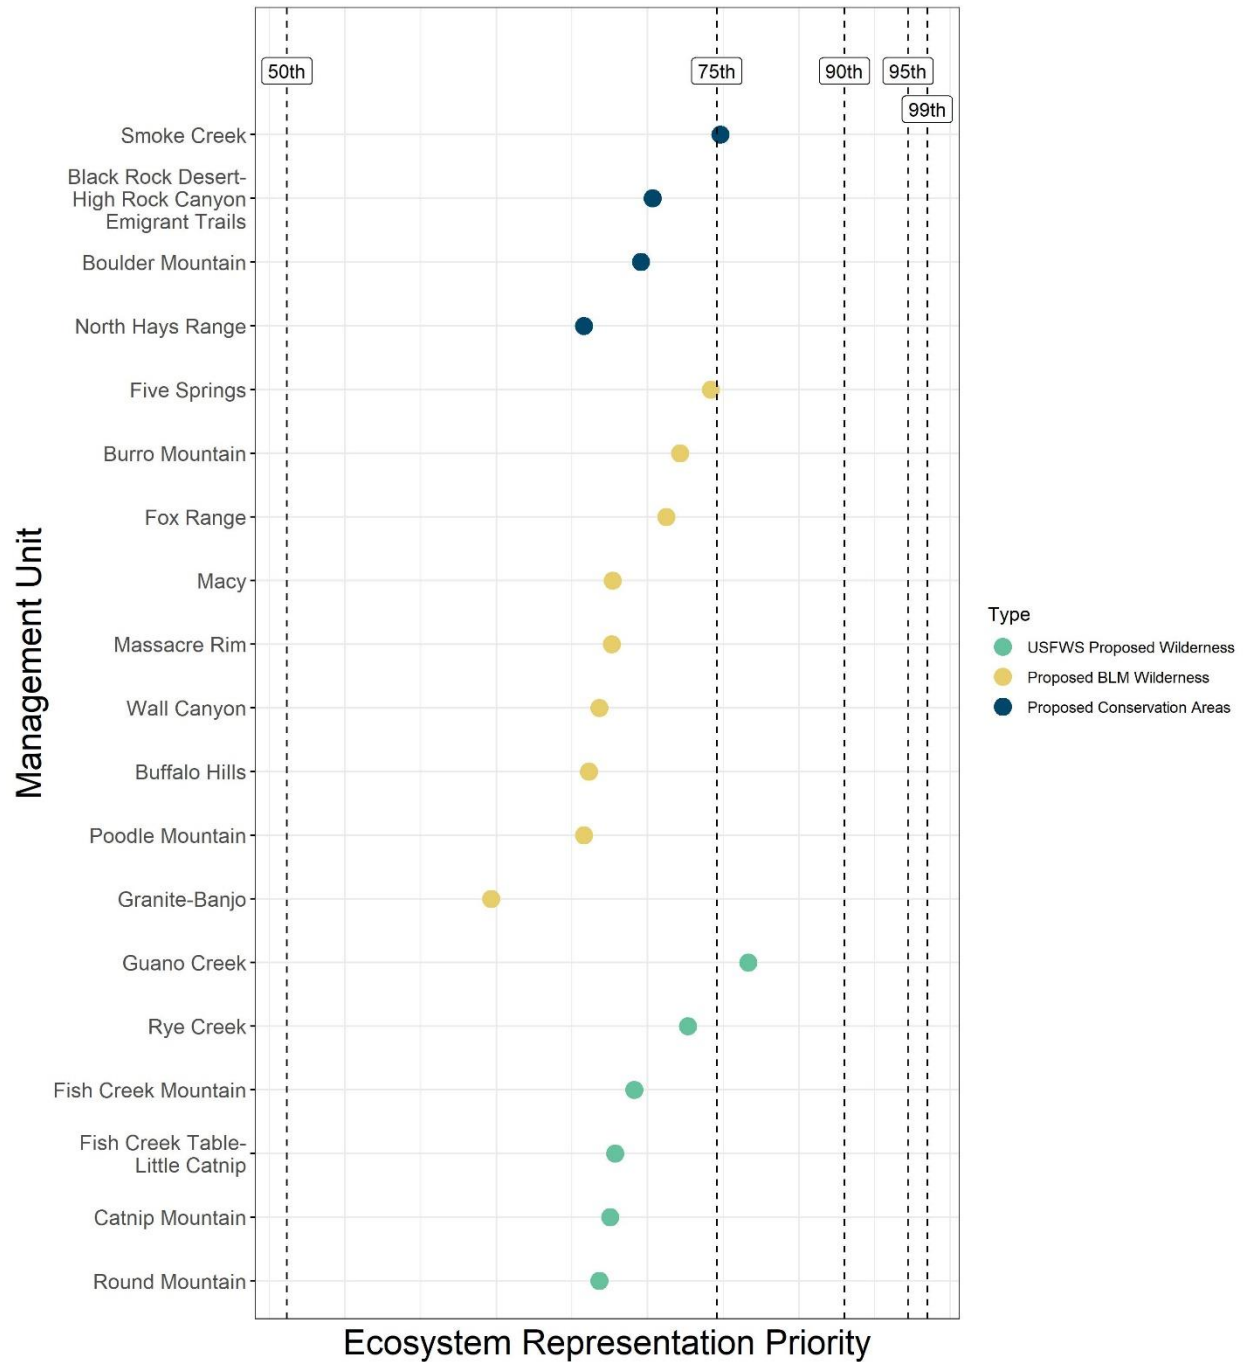 50th
75th
90th
95th
99th
Smoke Creek
Black Rock Desert-
High Rock Canyon
Emigrant Trails
Boulder Mountain
North Hays Range
Five Springs
Burro Mountain
Fox Range
Macy
Massacre Rim
Wall Canyon
Buffalo Hills
Poodle Mountain
Granite-Banjo
Guano Creek
Rye Creek
Fish Creek Mountain
Fish Creek Table-
Little Catnip
Catnip Mountain
Round Mountain
Management Unit
Ecosystem Representation Priority
Type
USFWS Proposed Wilderness
Proposed BLM Wilderness
Proposed Conservation Areas